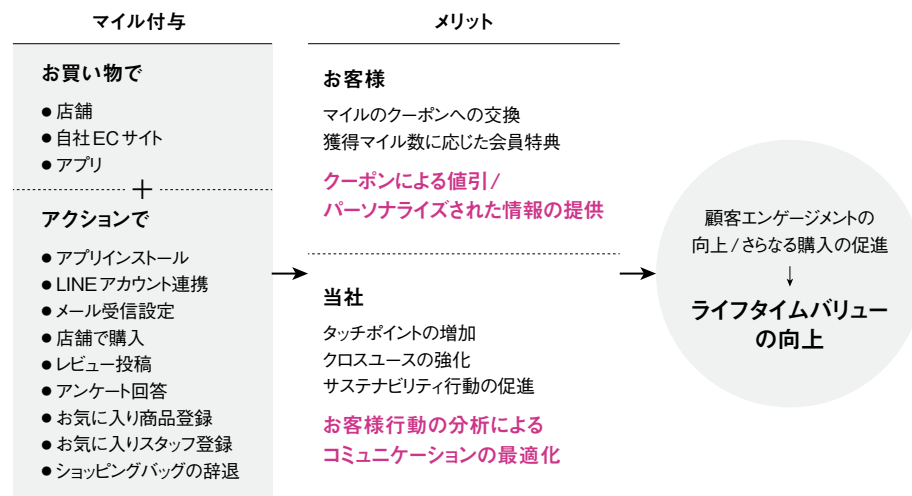 マイル付与
お買い物で
● 店舗
● 自社ECサイト
● アプリ
+
アクションで
● アプリインストール
● LINEアカウント連携
● メール受信設定
● 店舗で購入
● レビュー投稿
● アンケート回答
● お気に入り商品登録
● お気に入りスタッフ登録
● ショッピングバッグの辞退
メリット
お客様
マイルのクーポンへの交換
獲得マイル数に応じた会員特典
クーポンによる値引/
パーソナライズされた情報の提供
当社
タッチポイントの増加
クロスユースの強化
サステナビリティ行動の促進
お客様行動の分析による
コミュニケーションの最適化
顧客エンゲージメントの
向上/さらなる購入の促進
↓
ライフタイムバリュー
の向上